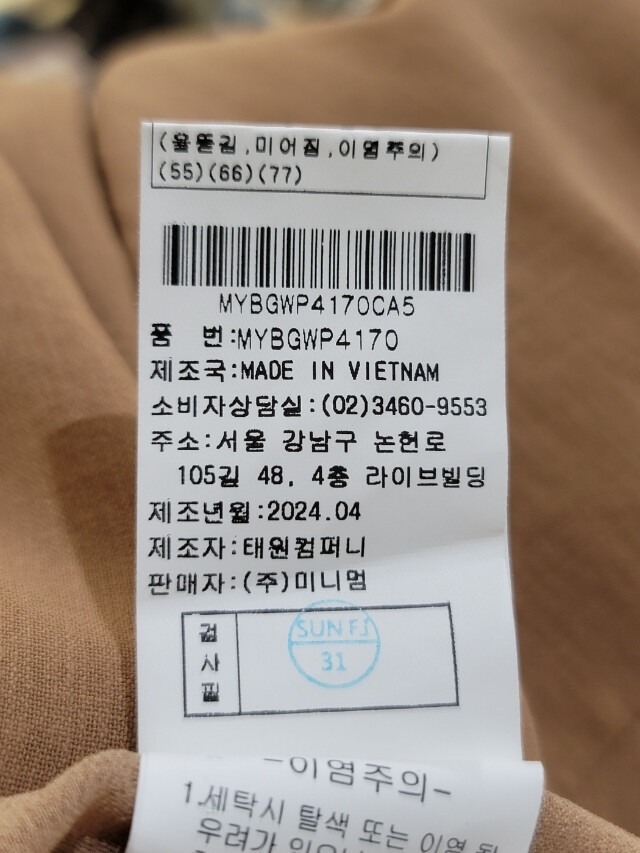 (올뜯김,미어짐,이염주의)
(55)(66)(77)
MYBGWP4170CA5
품 번:MYBGWP4170
제조국:MADE IN VIETNAM
소비자상담실:(02)3460-9553
주소:서울 강남구 논현로
105길 48, 4층 라이브빌딩
제조년월:2024.04
제조자:태원컴퍼니
판매자:(주)미니멈
검사필
SUN FJ
31
-이염주의-
1.세탁시 탈색 또는 이염 될
우려가